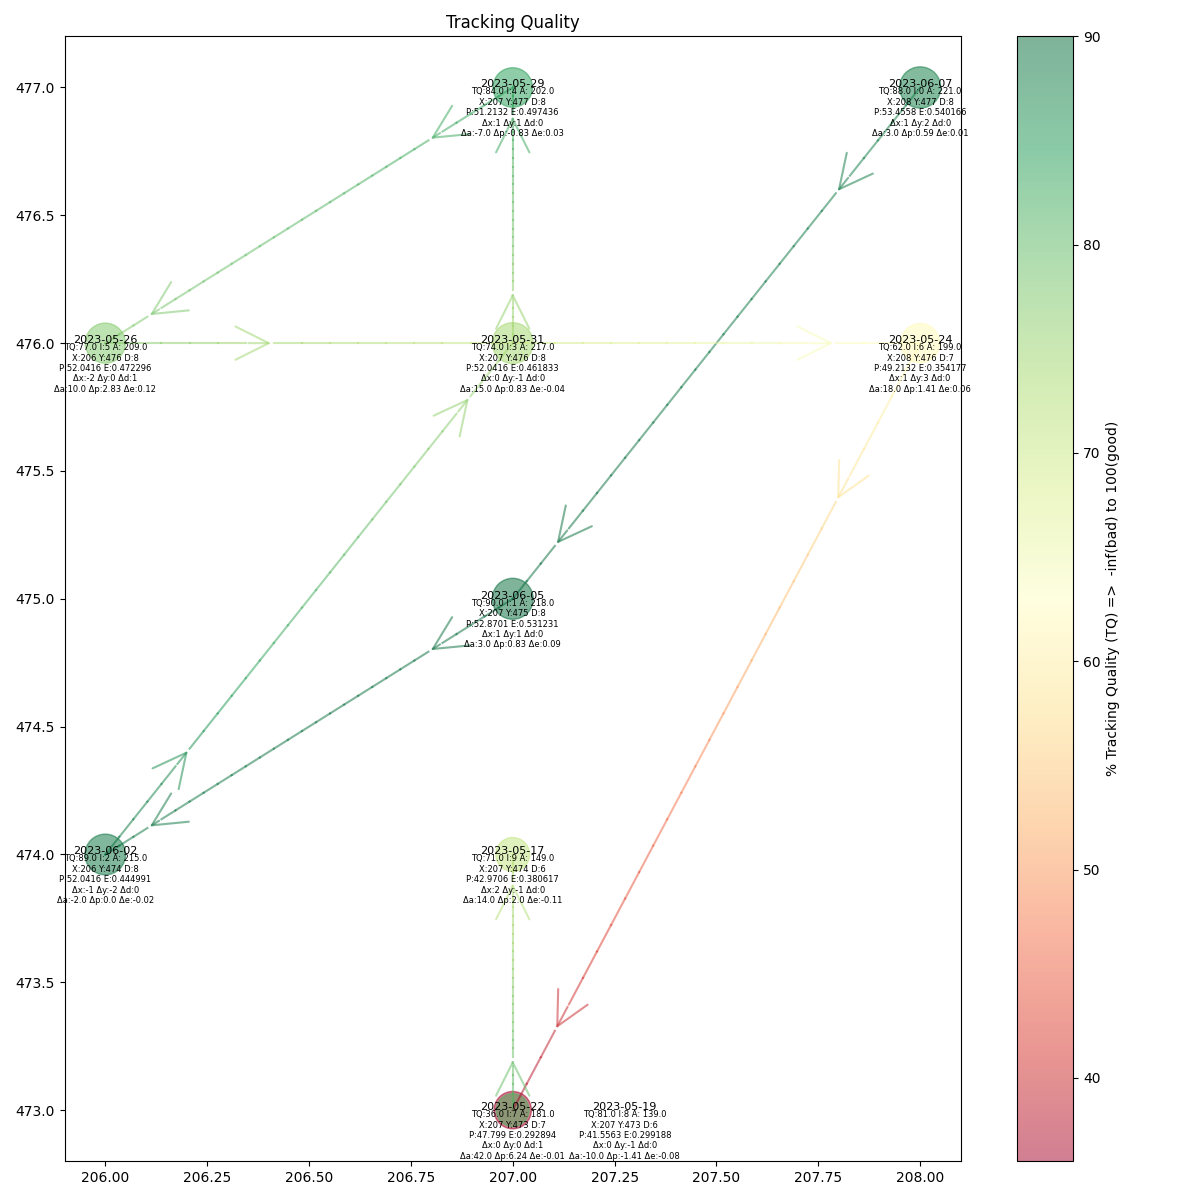 Tracking Quality
477.0
476.5
476.0
475.5
475.0
474.5
474.0
473.5
473.0
206.00
206.25
206.50
206.75
207.00
207.25
207.50
207.75
208.00
2023-05-29
TQ:84.0 I:4 A: 202.0
X:207 Y:477 D:8
P:51.2132 E:0.497436
Δx:1 Δy:1 Δd:0
Δa:-7.0 Δp:-0.83 Δe:0.03
2023-06-07
TQ:88.0 I:0 A: 221.0
X:208 Y:477 D:8
P:53.4558 E:0.540166
Δx:1 Δy:2 Δd:0
Δa:3.0 Δp:0.59 Δe:0.01
2023-05-26
TQ:77.0 I:5 A: 209.0
X:206 Y:476 D:8
P:52.0416 E:0.472296
Δx:-2 Δy:0 Δd:1
Δa:10.0 Δp:2.83 Δe:0.12
2023-05-31
TQ:74.0 I:3 A: 217.0
X:207 Y:476 D:8
P:52.0416 E:0.461833
Δx:0 Δy:-1 Δd:0
Δa:15.0 Δp:0.83 Δe:-0.04
2023-05-24
TQ:62.0 I:6 A: 199.0
X:208 Y:476 D:7
P:49.2132 E:0.354177
Δx:1 Δy:3 Δd:0
Δa:18.0 Δp:1.41 Δe:0.06
2023-06-05
TQ:90.0 I:1 A: 218.0
X:207 Y:475 D:8
P:52.8701 E:0.531231
Δx:1 Δy:1 Δd:0
Δa:3.0 Δp:0.83 Δe:0.09
2023-06-02
TQ:89.0 I:2 A: 215.0
X:206 Y:474 D:8
P:52.0416 E:0.444991
Δx:-1 Δy:-2 Δd:0
Δa:-2.0 Δp:0.0 Δe:-0.02
2023-05-17
TQ:71.0 I:9 A: 149.0
X:207 Y:474 D:6
P:42.9706 E:0.380617
Δx:2 Δy:-1 Δd:0
Δa:14.0 Δp:2.0 Δe:-0.11
2023-05-22
TQ:36.0 I:7 A: 181.0
X:207 Y:473 D:7
P:47.799 E:0.292894
Δx:0 Δy:0 Δd:1
Δa:42.0 Δp:6.24 Δe:-0.01
2023-05-19
TQ:81.0 I:8 A: 139.0
X:207 Y:473 D:6
P:41.5563 E:0.299188
Δx:0 Δy:-1 Δd:0
Δa:-10.0 Δp:-1.41 Δe:-0.08
90
80
70
60
50
40
% Tracking Quality (TQ) => -inf(bad) to 100(good)